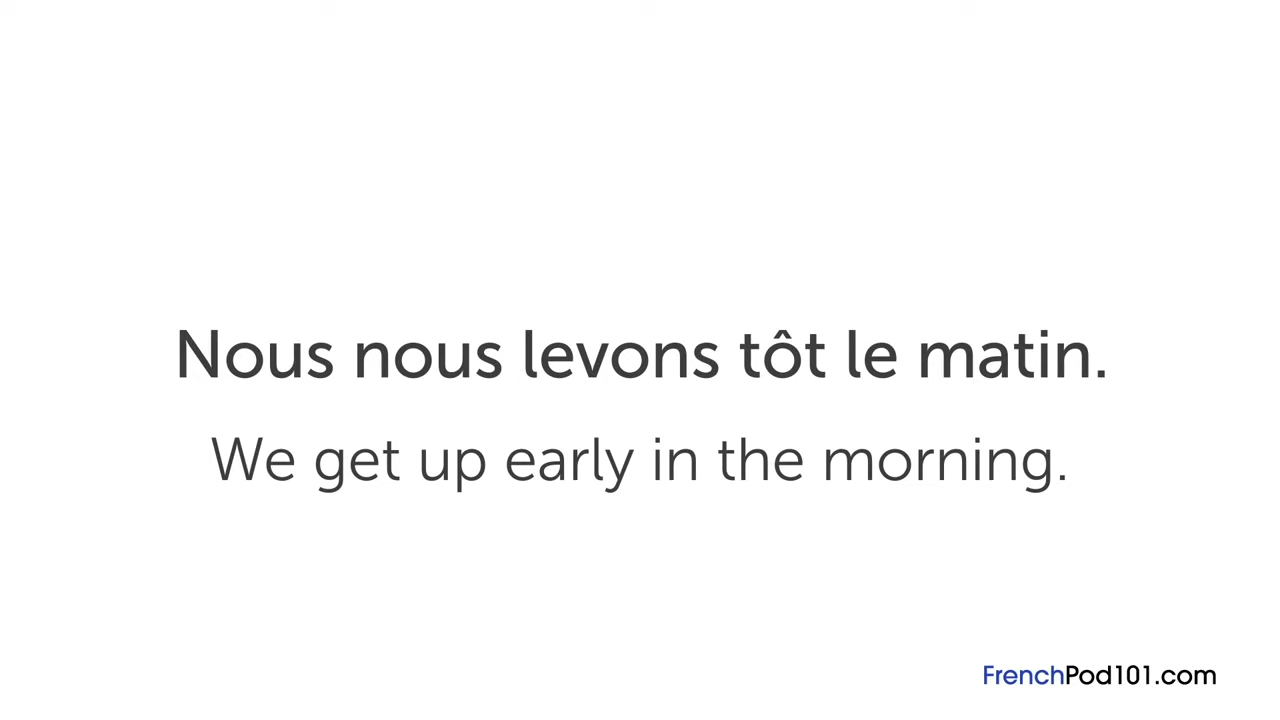 Nous nous levons tôt le matin.
We get up early in the morning.
FrenchPod101.com